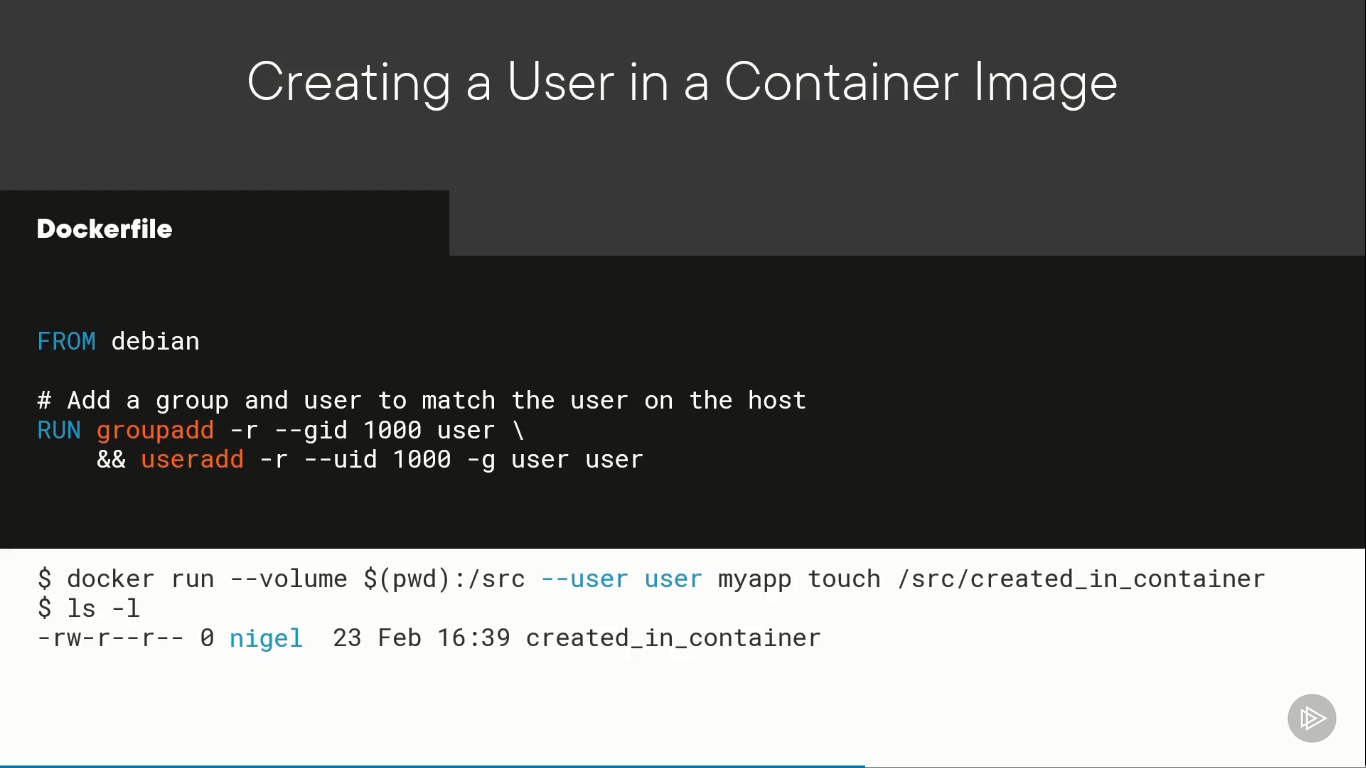 Creating a User in a Container Image
Dockerfile
FROM debian
# Add a group and user to match the user on the host
RUN groupadd -r --gid 1000 user \
&& useradd -r --uid 1000 -g user user
$ docker run --volume $(pwd):/src --user user myapp touch /src/created_in_container
$ ls -l
-rw-r--r-- 0 nigel 23 Feb 16:39 created_in_container